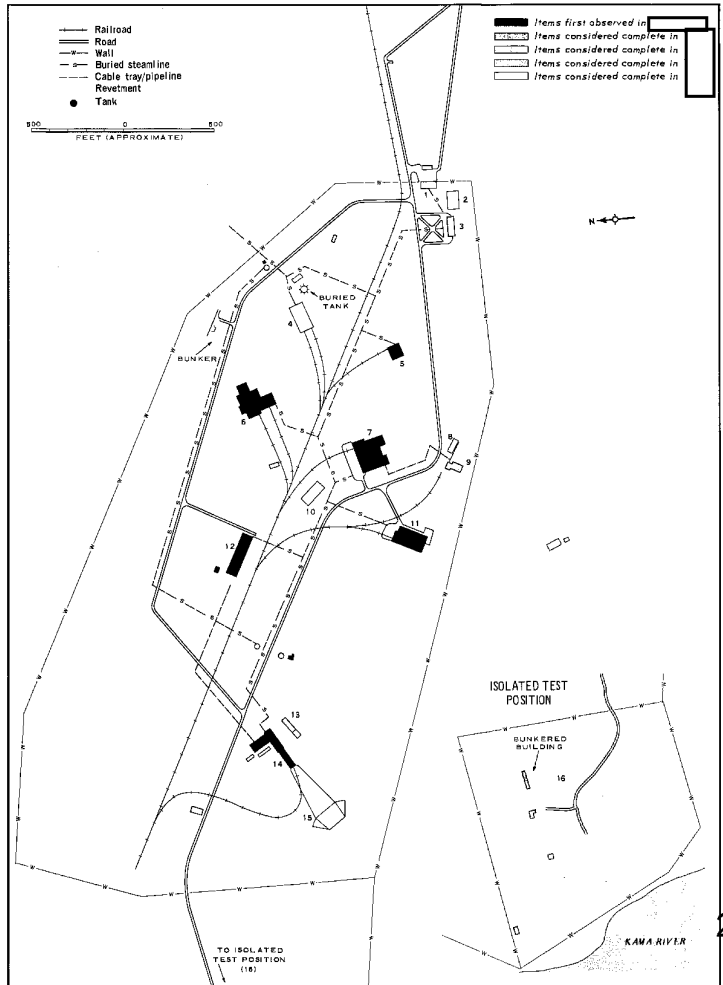 Railroad
Road
W Wall
S Buried steamline
Cable tray/pipeline
Revetment
Tank
600 0 600
FEET (APPROXIMATE)
Items first observed in
Items considered complete in
Items considered complete in
Items considered complete in
Items considered complete in
N
1
2
3
BURIED
TANK
4
BUNKER
5
6
7
8
9
10
11
12
13
14
15
ISOLATED TEST
POSITION
BUNKERED
BUILDING
16
KAMA RIVER
TO ISOLATED
TEST POSITION
(16)
2